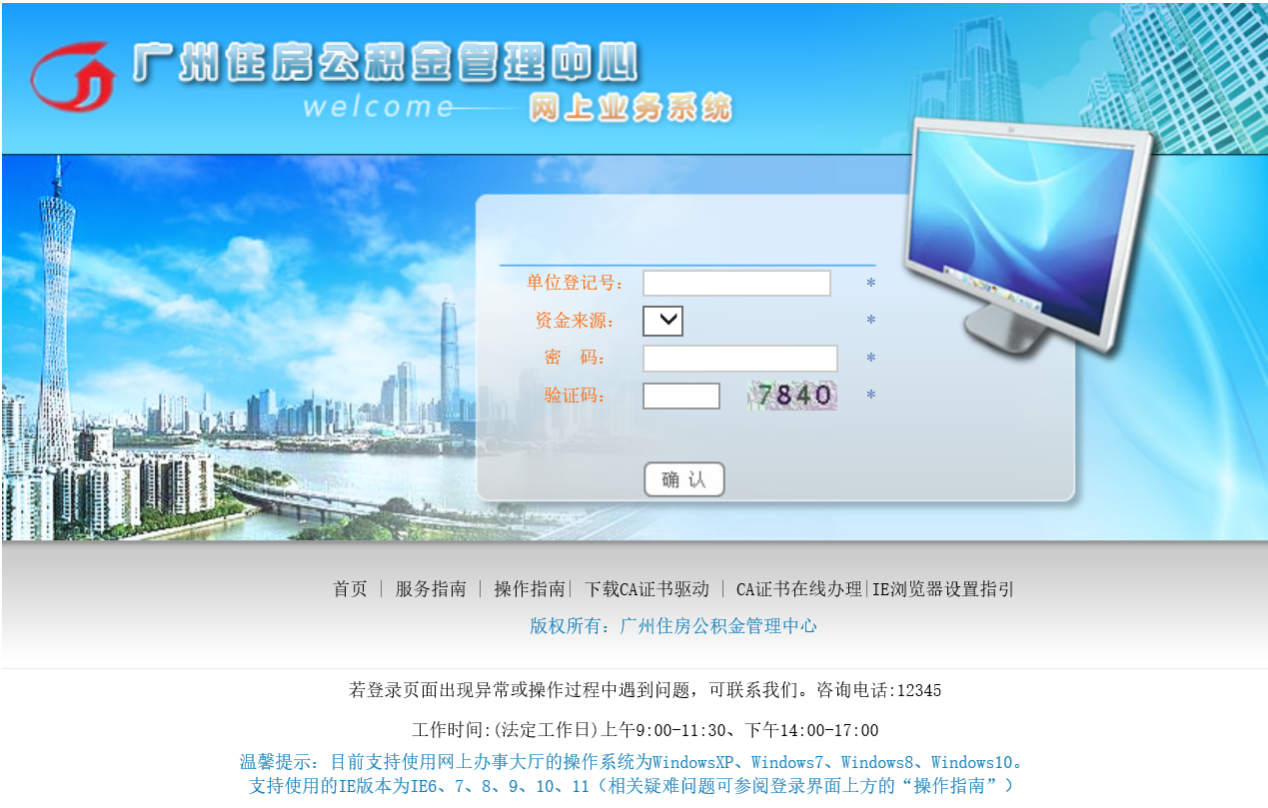 广州住房公积金管理中心
welcome 网上业务系统
单位登记号: *
资金来源: *
密 码: *
验证码: 7840 *
确 认
首页 | 服务指南 | 操作指南| 下载CA证书驱动 | CA证书在线办理|IE浏览器设置指引
版权所有：广州住房公积金管理中心
若登录页面出现异常或操作过程中遇到问题，可联系我们。咨询电话:12345
工作时间:(法定工作日)上午9:00-11:30、下午14:00-17:00
温馨提示：目前支持使用网上办事大厅的操作系统为WindowsXP、Windows7、Windows8、Windows10。
支持使用的IE版本为IE6、7、8、9、10、11（相关疑难问题可参阅登录界面上方的“操作指南”）